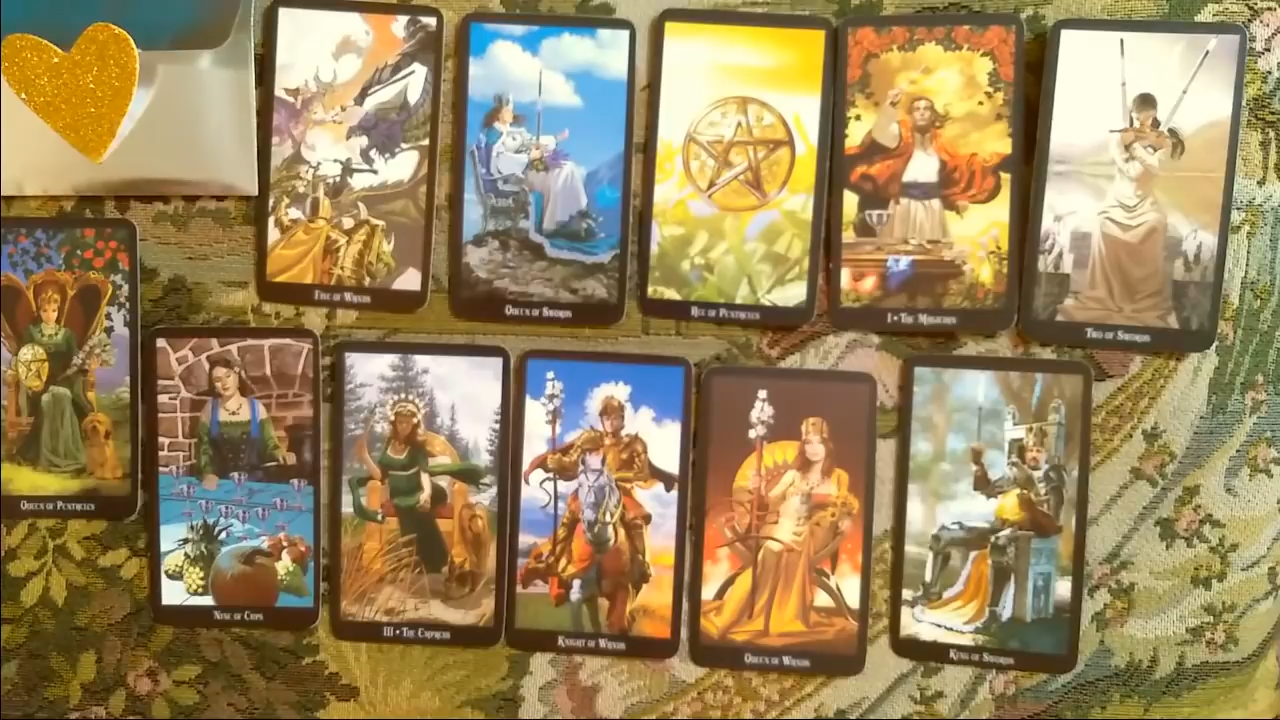 FIVE OF WANDS
QUEEN OF SWORDS
ACE OF PENTACLES
I • THE MAGICIAN
TWO OF SWORDS
QUEEN OF PENTACLES
NINE OF CUPS
III • THE EMPRESS
KNIGHT OF WANDS
QUEEN OF WANDS
KING OF SWORDS